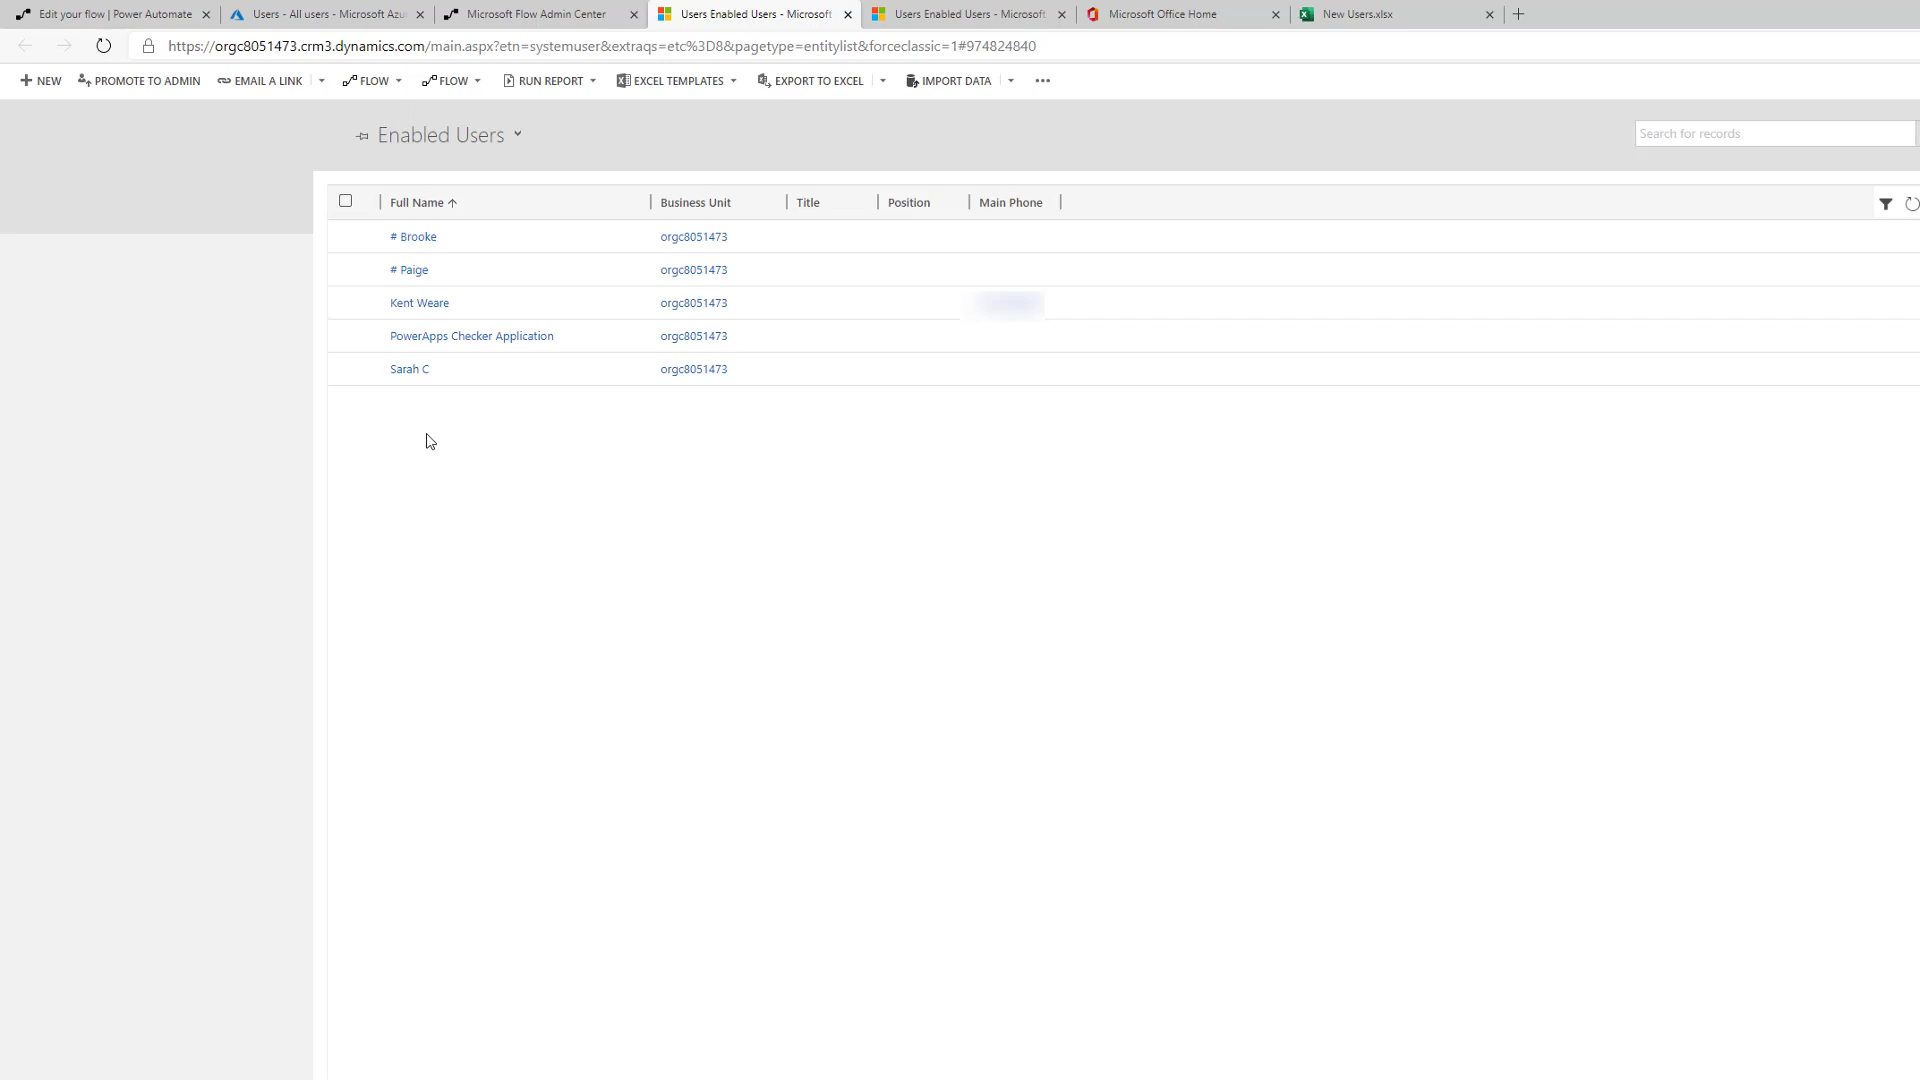 Edit your flow | Power Automate
Users - All users - Microsoft Azu
Microsoft Flow Admin Center
Users Enabled Users - Microsoft
Users Enabled Users - Microsoft
Microsoft Office Home
New Users.xlsx
https://orgc8051473.crm3.dynamics.com/main.aspx?etn=systemuser&extraqs=etc%3D8&pagetype=entitylist&forceclassic=1#974824840
NEW
PROMOTE TO ADMIN
EMAIL A LINK
FLOW
FLOW
RUN REPORT
EXCEL TEMPLATES
EXPORT TO EXCEL
IMPORT DATA
Enabled Users
Search for records
Full Name Business Unit Title Position Main Phone
# Brooke orgc8051473
# Paige orgc8051473
Kent Weare orgc8051473
PowerApps Checker Application orgc8051473
Sarah C orgc8051473